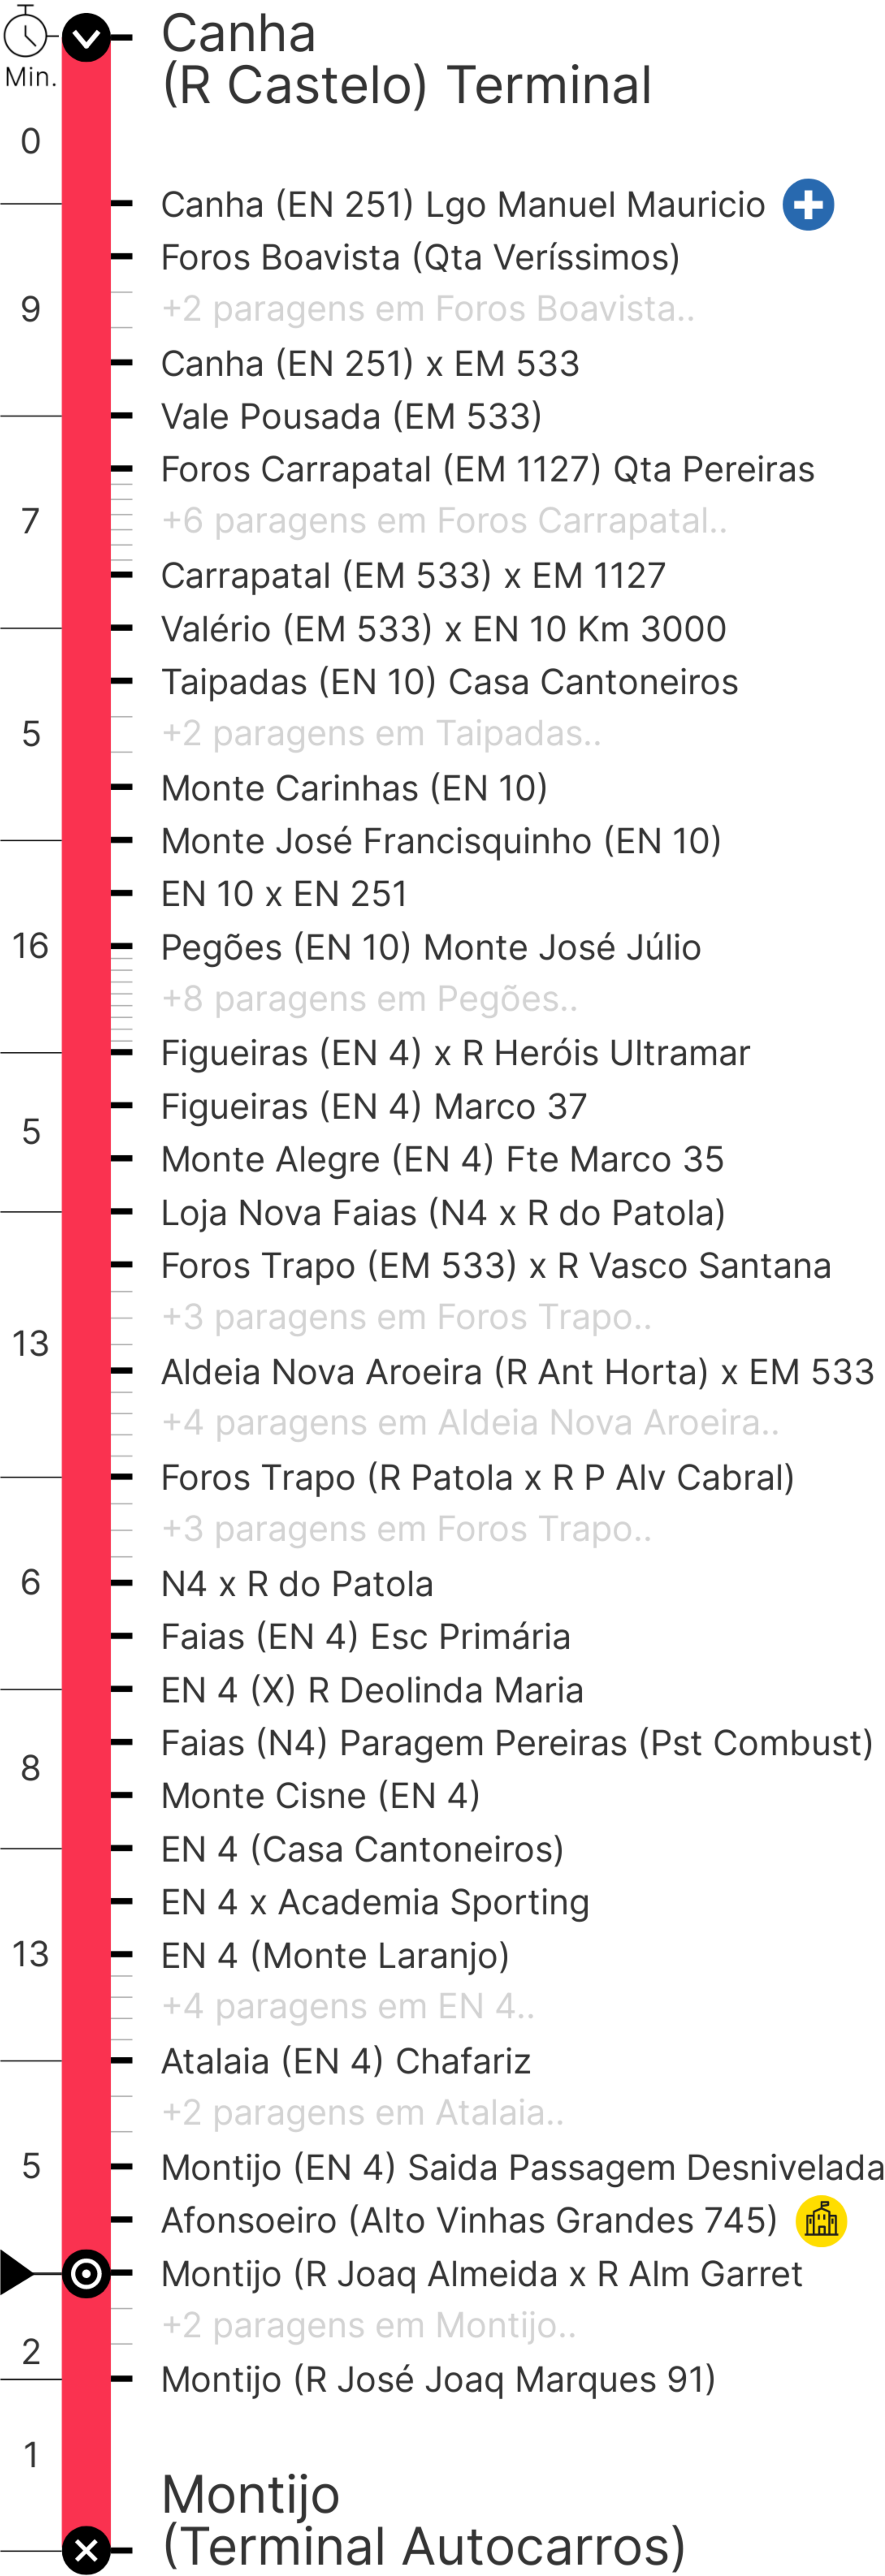 Canha
(R Castelo) Terminal
Min.
0
Canha (EN 251) Lgo Manuel Mauricio
Foros Boavista (Qta Veríssimos)
9
+2 paragens em Foros Boavista..
Canha (EN 251) x EM 533
Vale Pousada (EM 533)
Foros Carrapatal (EM 1127) Qta Pereiras
7
+6 paragens em Foros Carrapatal..
Carrapatal (EM 533) x EM 1127
Valério (EM 533) x EN 10 Km 3000
Taipadas (EN 10) Casa Cantoneiros
5
+2 paragens em Taipadas..
Monte Carinhas (EN 10)
Monte José Francisquinho (EN 10)
EN 10 x EN 251
16
Pegões (EN 10) Monte José Júlio
+8 paragens em Pegões..
Figueiras (EN 4) x R Heróis Ultramar
Figueiras (EN 4) Marco 37
5
Monte Alegre (EN 4) Fte Marco 35
Loja Nova Faias (N4 x R do Patola)
Foros Trapo (EM 533) x R Vasco Santana
+3 paragens em Foros Trapo..
13
Aldeia Nova Aroeira (R Ant Horta) x EM 533
+4 paragens em Aldeia Nova Aroeira..
Foros Trapo (R Patola x R P Alv Cabral)
+3 paragens em Foros Trapo..
6
N4 x R do Patola
Faias (EN 4) Esc Primária
EN 4 (X) R Deolinda Maria
Faias (N4) Paragem Pereiras (Pst Combust)
8
Monte Cisne (EN 4)
EN 4 (Casa Cantoneiros)
EN 4 x Academia Sporting
13
EN 4 (Monte Laranjo)
+4 paragens em EN 4..
Atalaia (EN 4) Chafariz
+2 paragens em Atalaia..
5
Montijo (EN 4) Saida Passagem Desnivelada
Afonsoeiro (Alto Vinhas Grandes 745)
Montijo (R Joaq Almeida x R Alm Garret
+2 paragens em Montijo..
2
Montijo (R José Joaq Marques 91)
1
Montijo
(Terminal Autocarros)